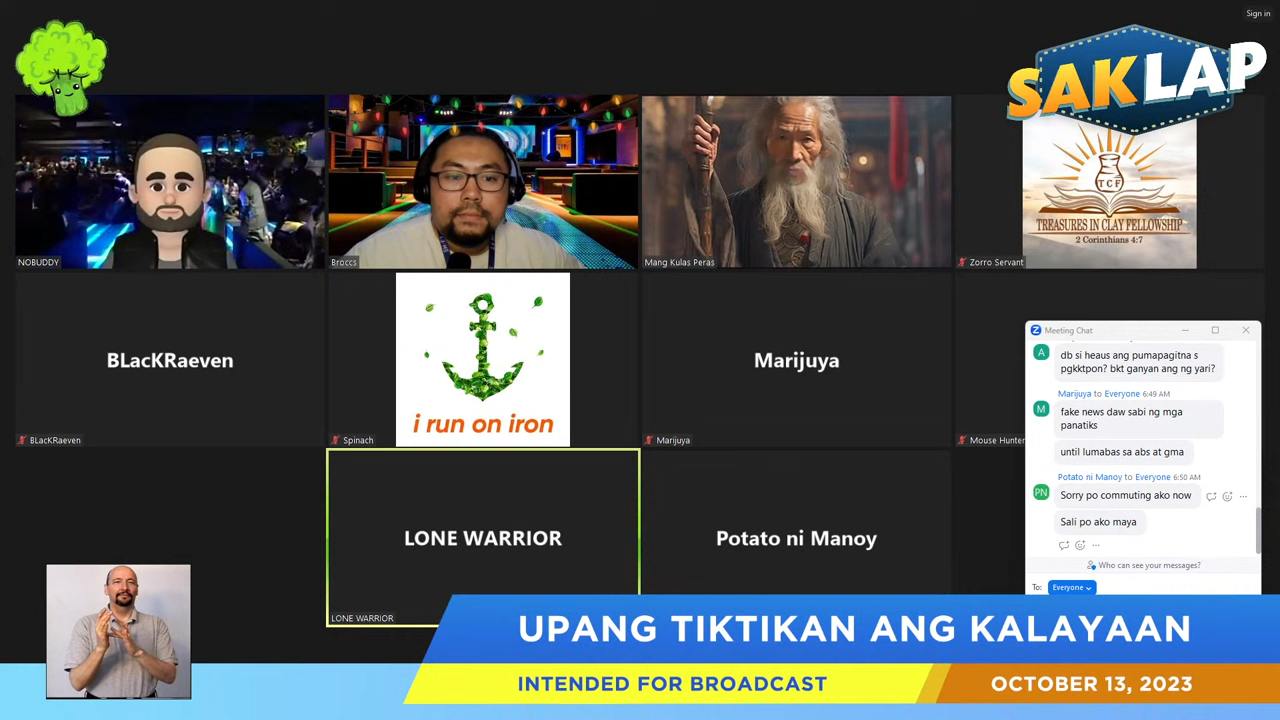 Sign in
SAKLAP
NOBUDDY
Broccs
Mang Kulas Peras
TCF
TREASURES IN CLAY FELLOWSHIP
2 Corinthians 4:7
Zorro Servant
BLacKRaeven
BLacKRaeven
i run on iron
Spinach
Marijuya
Marijuya
Mouse Hunter
LONE WARRIOR
LONE WARRIOR
Potato ni Manoy
Meeting Chat
A
db si heaus ang pumapagitna s
pgkktpon? bkt ganyan ang ng yari?
Marijuya to Everyone 6:49 AM
M
fake news daw sabi ng mga
panatiks
until lumabas sa abs at gma
Potato ni Manoy to Everyone 6:50 AM
PN
Sorry po commuting ako now
Sali po ako maya
Who can see your messages?
To: Everyone
UPANG TIKTIKAN ANG KALAYAAN
INTENDED FOR BROADCAST
OCTOBER 13, 2023